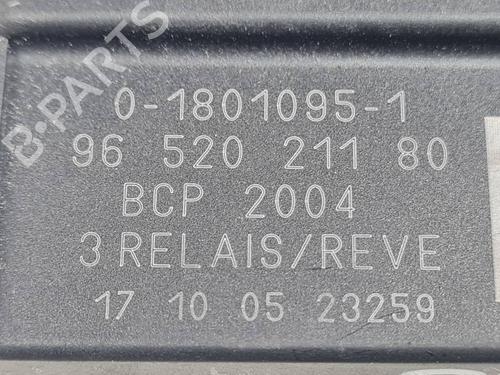 B-PARTS
0-1801095-1
96 520 211 80
BCP 2004
3 RELAIS/REVE
17 10 05 23259